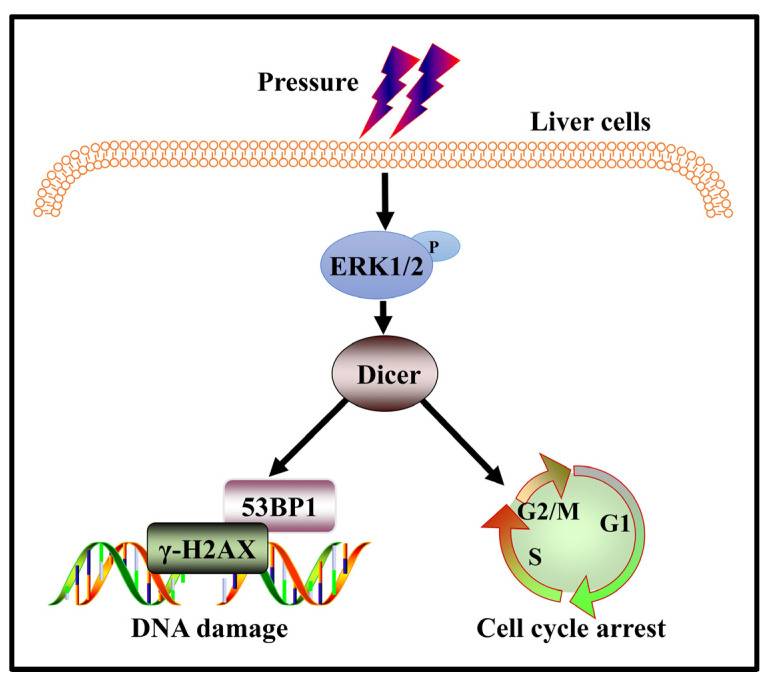 Pressure
Liver cells
P
ERK1/2
Dicer
53BP1
γ-H2AX
G2/M
G1
S
DNA damage
Cell cycle arrest